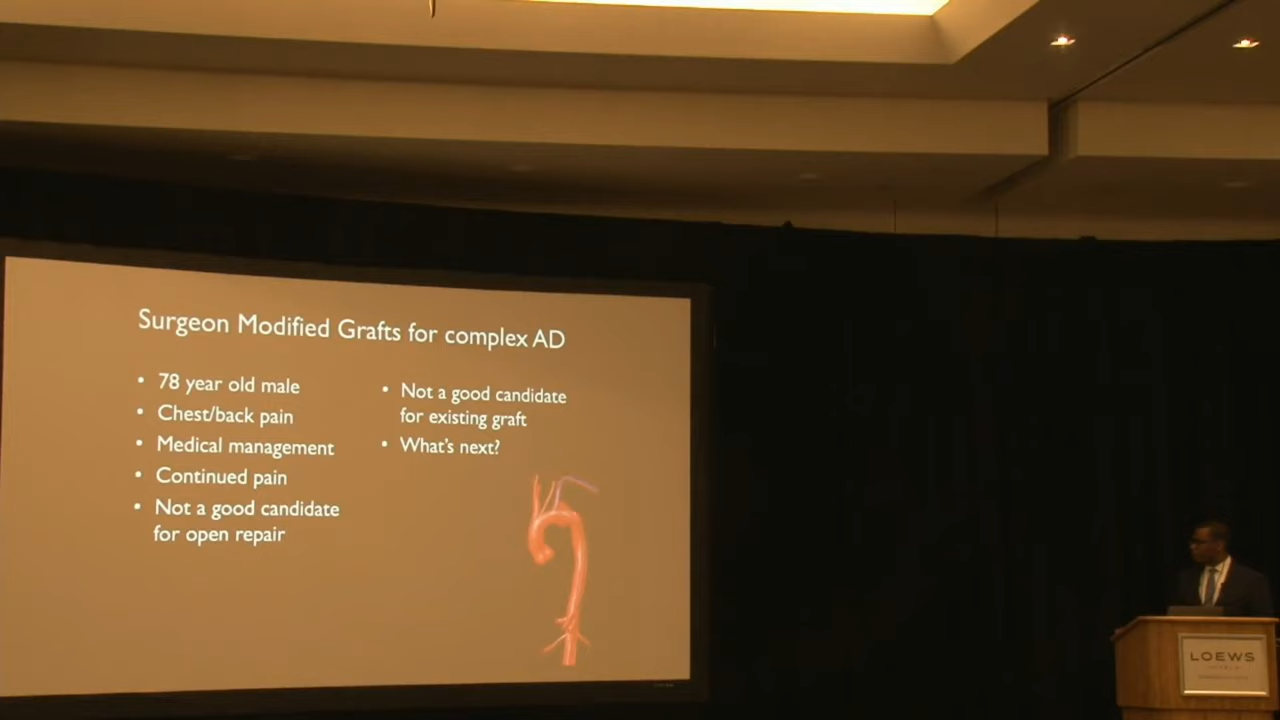 Surgeon Modified Grafts for complex AD
• 78 year old male
• Chest/back pain
• Medical management
• Continued pain
• Not a good candidate
for open repair
• Not a good candidate
for existing graft
• What's next?
LOEWS